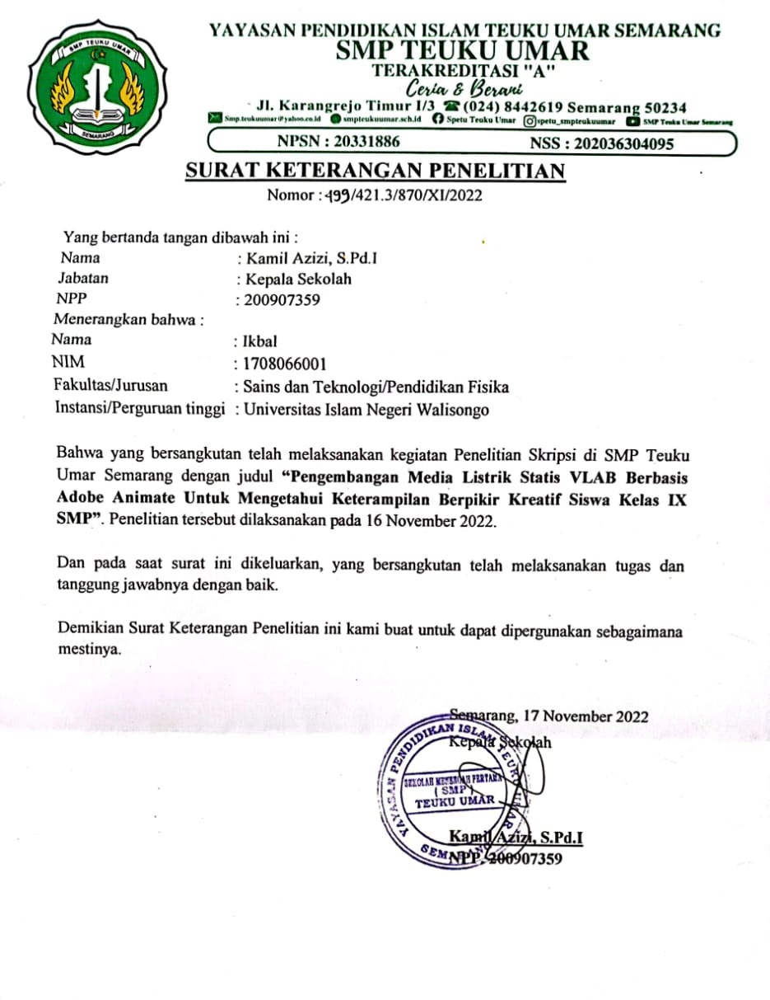 SMP TEUKU UMAR
SEMARANG
YAYASAN PENDIDIKAN ISLAM TEUKU UMAR SEMARANG
SMP TEUKU UMAR
TERAKREDITASI "A"
Ceria & Berani
Jl. Karangrejo Timur I/3 ☎ (024) 8442619 Semarang 50234
Smp.teukuumar@yahoo.co.id smpteukuumar.sch.id Spetu Teuku Umar spetu_smpteukuumar SMP Teuku Umar Semarang
NPSN : 20331886 NSS : 202036304095
SURAT KETERANGAN PENELITIAN
Nomor : 499/421.3/870/XI/2022
Yang bertanda tangan dibawah ini :
Nama : Kamil Azizi, S.Pd.I
Jabatan : Kepala Sekolah
NPP : 200907359
Menerangkan bahwa :
Nama : Ikbal
NIM : 1708066001
Fakultas/Jurusan : Sains dan Teknologi/Pendidikan Fisika
Instansi/Perguruan tinggi : Universitas Islam Negeri Walisongo
Bahwa yang bersangkutan telah melaksanakan kegiatan Penelitian Skripsi di SMP Teuku
Umar Semarang dengan judul “Pengembangan Media Listrik Statis VLAB Berbasis
Adobe Animate Untuk Mengetahui Keterampilan Berpikir Kreatif Siswa Kelas IX
SMP”. Penelitian tersebut dilaksanakan pada 16 November 2022.
Dan pada saat surat ini dikeluarkan, yang bersangkutan telah melaksanakan tugas dan
tanggung jawabnya dengan baik.
Demikian Surat Keterangan Penelitian ini kami buat untuk dapat dipergunakan sebagaimana
mestinya.
Semarang, 17 November 2022
Kepala Sekolah
YAYASAN PENDIDIKAN ISLAM TEUKU UMAR
SEKOLAH MENENGAH PERTAMA
( SMP )
TEUKU UMAR
SEMARANG
Kamil Azizi, S.Pd.I
NPP. 200907359